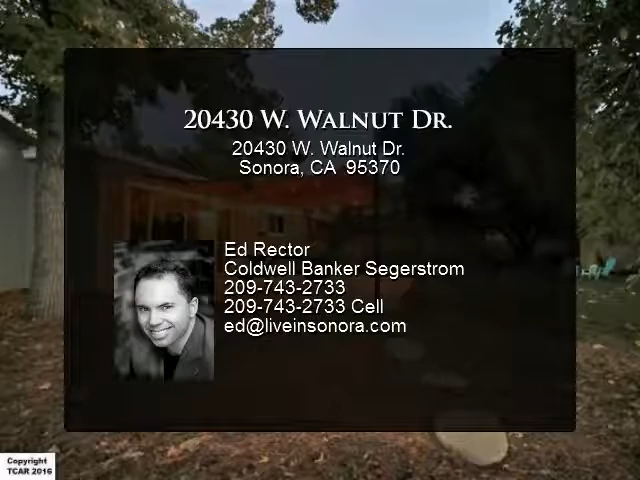 20430 W. Walnut Dr.
20430 W. Walnut Dr.
Sonora, CA 95370
Ed Rector
Coldwell Banker Segerstrom
209-743-2733
209-743-2733 Cell
ed@liveinsonora.com
Copyright
TCAR 2016